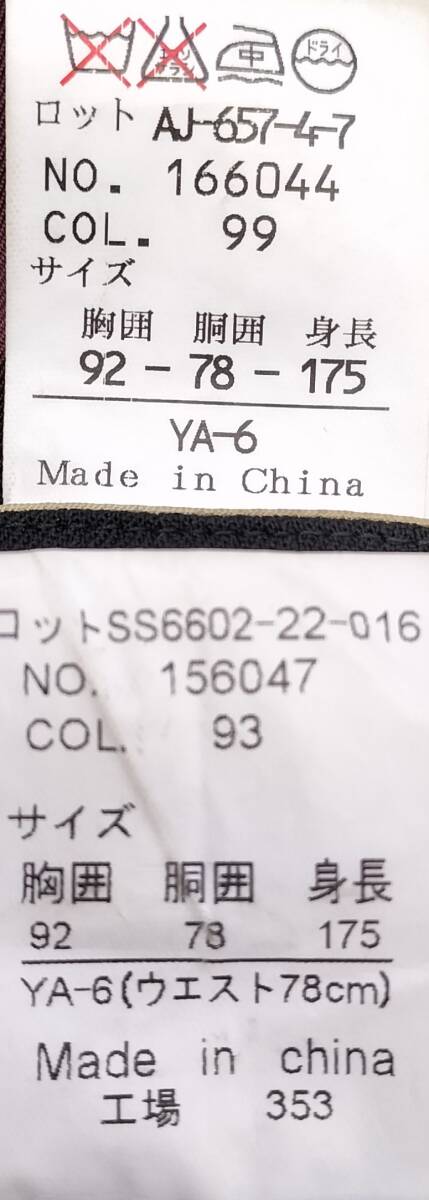 エンソ サラシ 中 ドライ
ロット AJ-657-4-7
NO. 166044
COL. 99
サイズ
胸囲 胴囲 身長
92 - 78 - 175
YA-6
Made in China
ロットSS6602-22-016
NO. 156047
COL. 93
サイズ
胸囲 胴囲 身長
92 78 175
YA-6(ウエスト78cm)
Made in china
工場 353